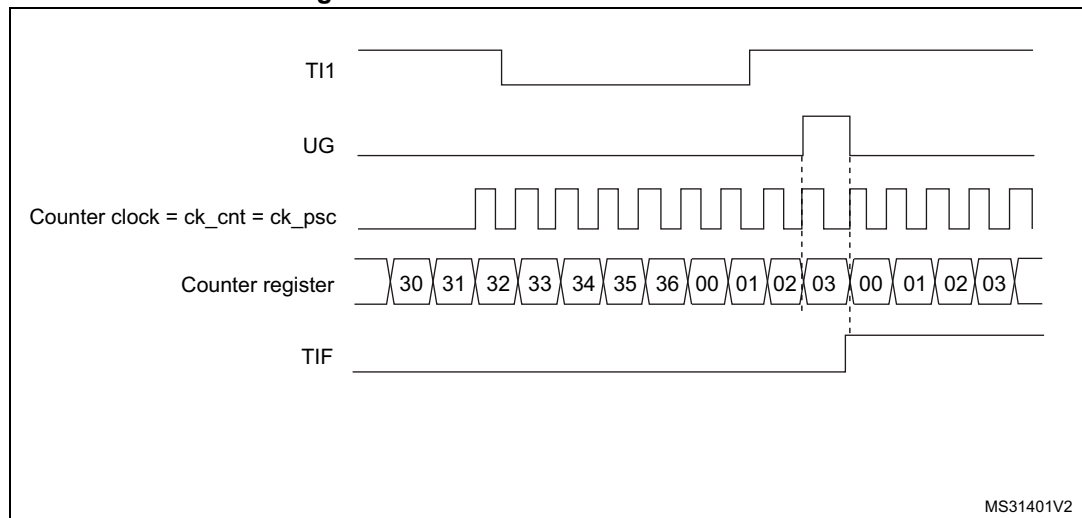 TI1
UG
Counter clock = ck_cnt = ck_psc
Counter register 30 31 32 33 34 35 36 00 01 02 03 00 01 02 03
TIF
MS31401V2